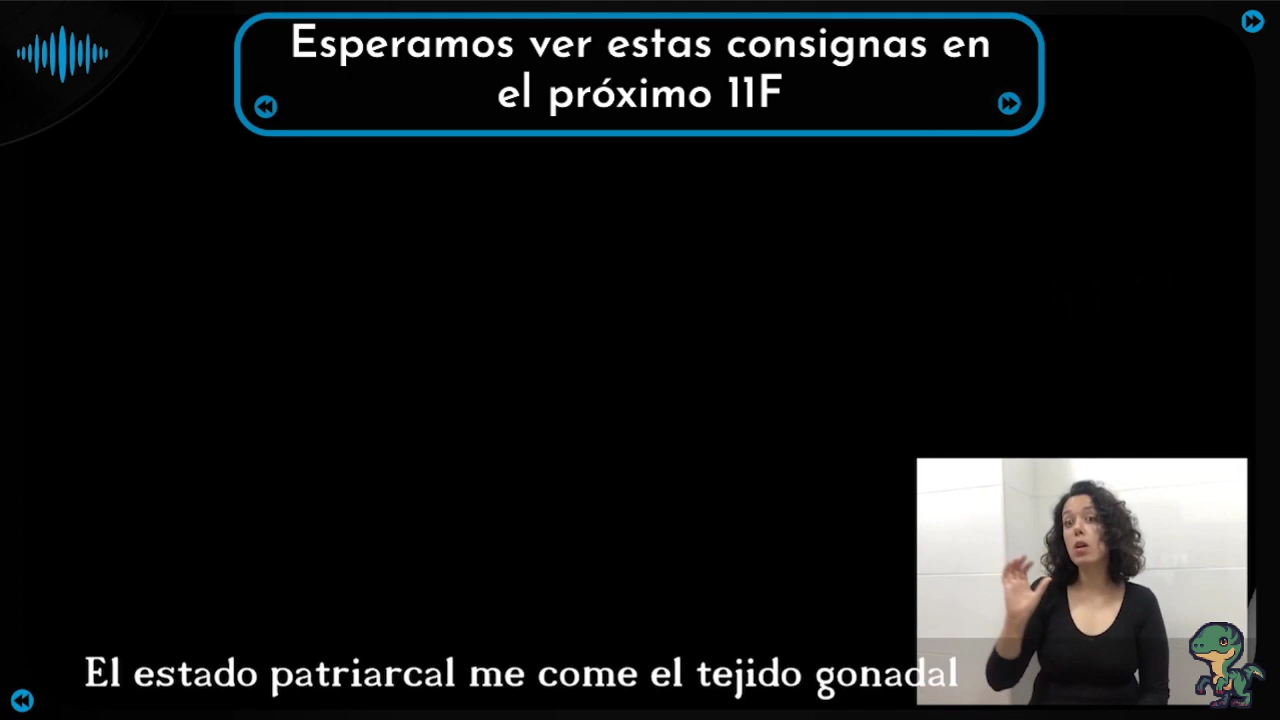 Esperamos ver estas consignas en
el próximo 11F
El estado patriarcal me come el tejido gonadal